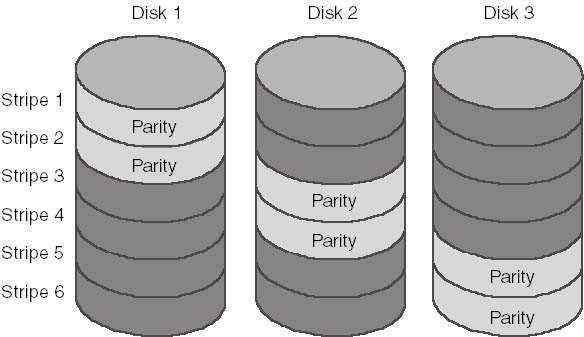 Disk 1 Disk 2 Disk 3
Stripe 1
Parity
Stripe 2
Parity
Stripe 3
Parity
Stripe 4
Parity
Stripe 5
Parity
Stripe 6
Parity